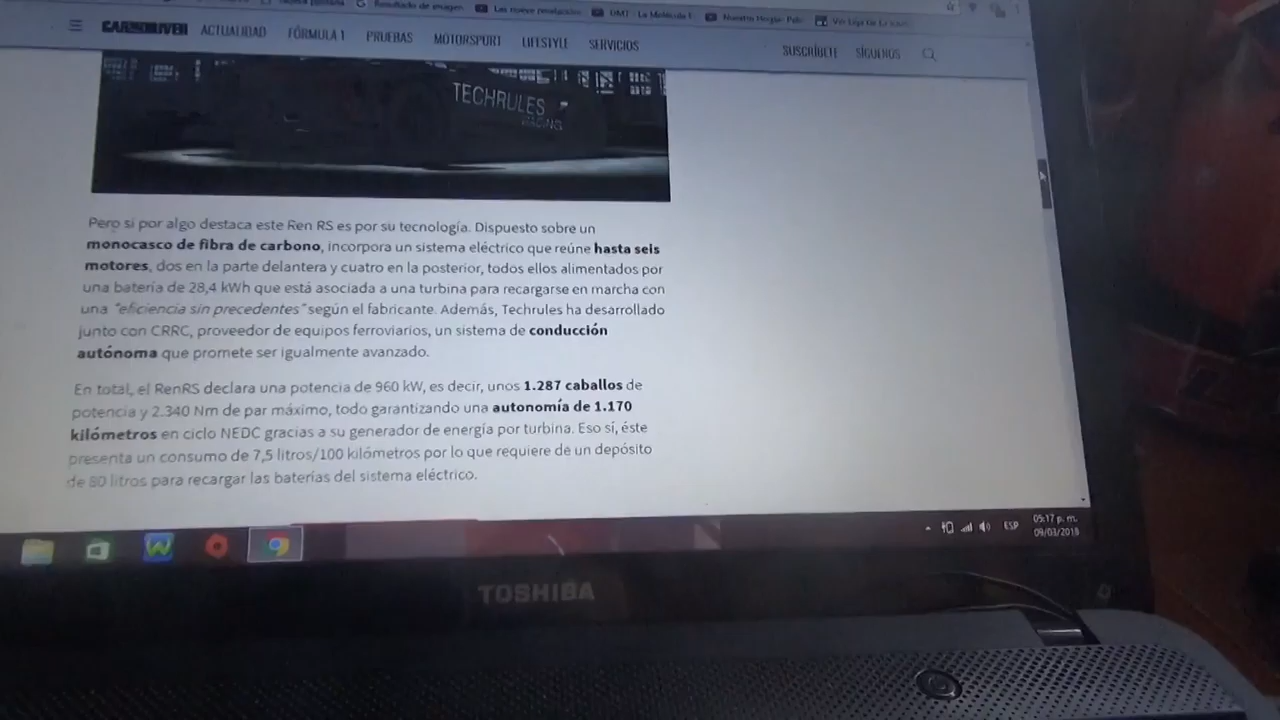 Resultado de imagen
CARANDDRIVER ACTUALIDAD FÓRMULA 1 PRUEBAS MOTORSPORT LIFESTYLE SERVICIOS SUSCRÍBETE SÍGUENOS
TECHRULES
RACING
Pero si por algo destaca este Ren RS es por su tecnología. Dispuesto sobre un
monocasco de fibra de carbono, incorpora un sistema eléctrico que reúne hasta seis
motores, dos en la parte delantera y cuatro en la posterior, todos ellos alimentados por
una batería de 28,4 kWh que está asociada a una turbina para recargarse en marcha con
una "eficiencia sin precedentes" según el fabricante. Además, Techrules ha desarrollado
junto con CRRC, proveedor de equipos ferroviarios, un sistema de conducción
autónoma que promete ser igualmente avanzado.
En total, el RenRS declara una potencia de 960 kW, es decir, unos 1.287 caballos de
potencia y 2.340 Nm de par máximo, todo garantizando una autonomía de 1.170
kilómetros en ciclo NEDC gracias a su generador de energía por turbina. Eso sí, éste
presenta un consumo de 7,5 litros/100 kilómetros por lo que requiere de un depósito
de 80 litros para recargar las baterías del sistema eléctrico.
ESP
05:17 p. m.
09/03/2019
TOSHIBA